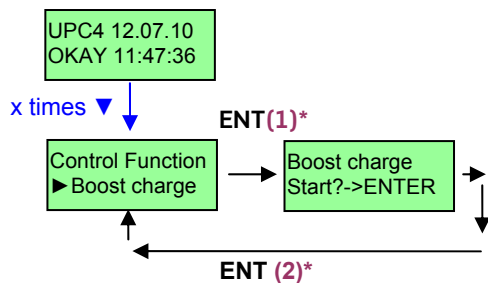 UPC4 12.07.10
OKAY 11:47:36
x times ▼
ENT(1)*
Control Function
►Boost charge
Boost charge
Start?->ENTER
ENT (2)*